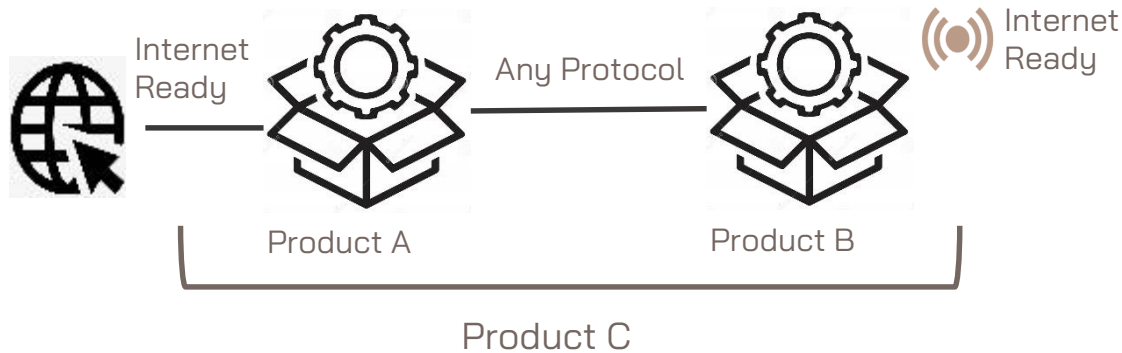 Internet
Ready
Any Protocol
Internet
Ready
Product A
Product B
Product C